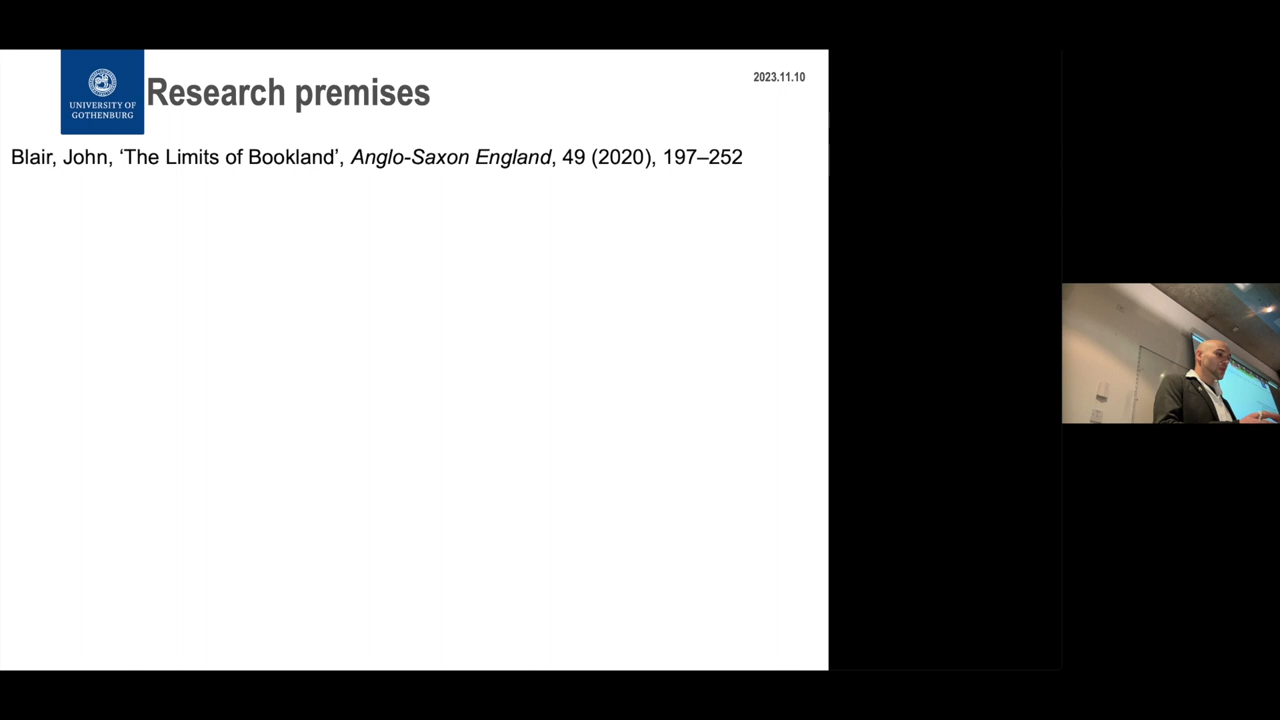 UNIVERSITY OF
GOTHENBURG
Research premises
2023.11.10
Blair, John, ‘The Limits of Bookland’, Anglo-Saxon England, 49 (2020), 197–252